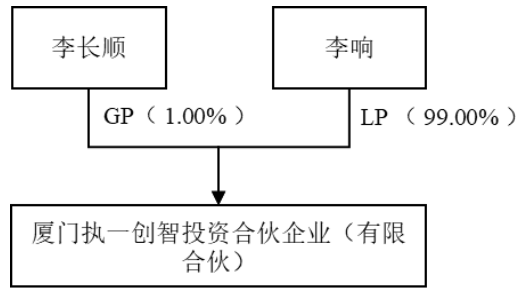 李长顺
李响
GP（1.00%）
LP（99.00%）
厦门执一创智投资合伙企业（有限
合伙）